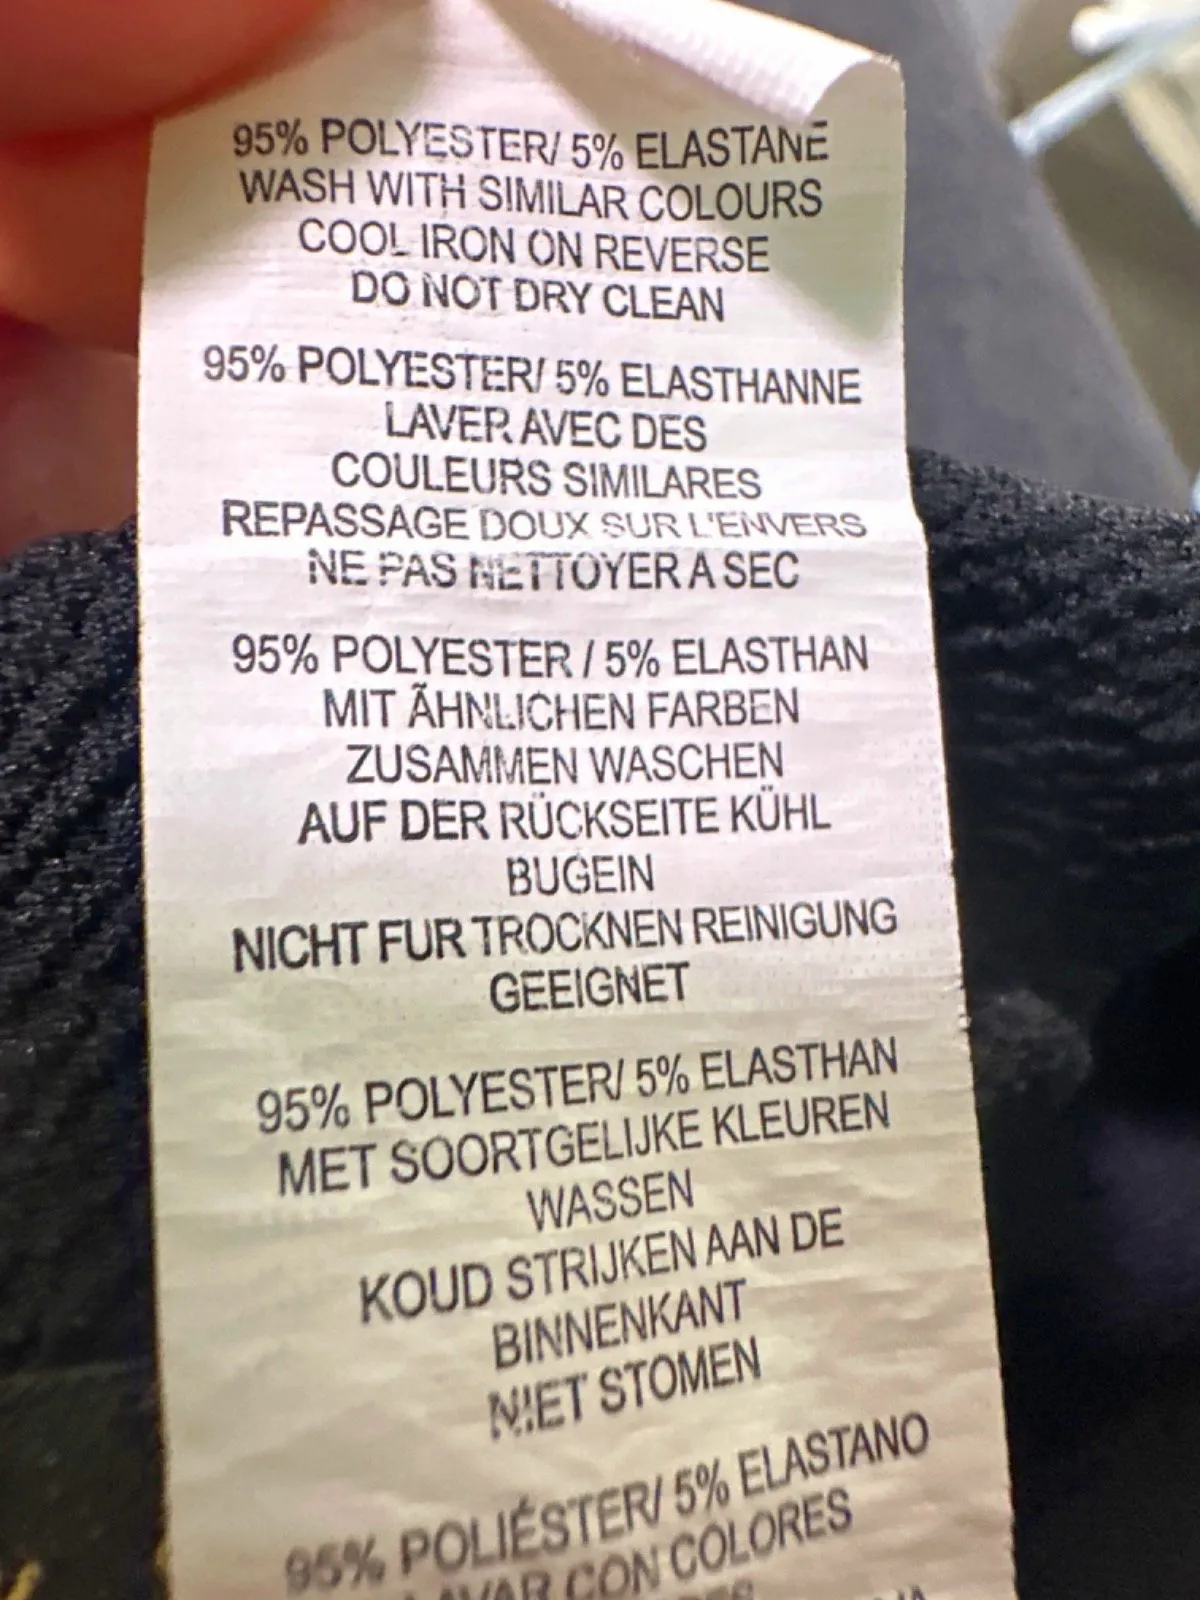 95% POLYESTER/ 5% ELASTANE
WASH WITH SIMILAR COLOURS
COOL IRON ON REVERSE
DO NOT DRY CLEAN
95% POLYESTER/ 5% ELASTHANNE
LAVER AVEC DES
COULEURS SIMILARES
REPASSAGE DOUX SUR L'ENVERS
NE PAS NETTOYER A SEC
95% POLYESTER / 5% ELASTHAN
MIT ÃHNLICHEN FARBEN
ZUSAMMEN WASCHEN
AUF DER RÜCKSEITE KÜHL
BUGEIN
NICHT FUR TROCKNEN REINIGUNG
GEEIGNET
95% POLYESTER/ 5% ELASTHAN
MET SOORTGELIJKE KLEUREN
WASSEN
KOUD STRIJKEN AAN DE
BINNENKANT
NIET STOMEN
95% POLIÉSTER/ 5% ELASTANO
LAVAR CON COLORES